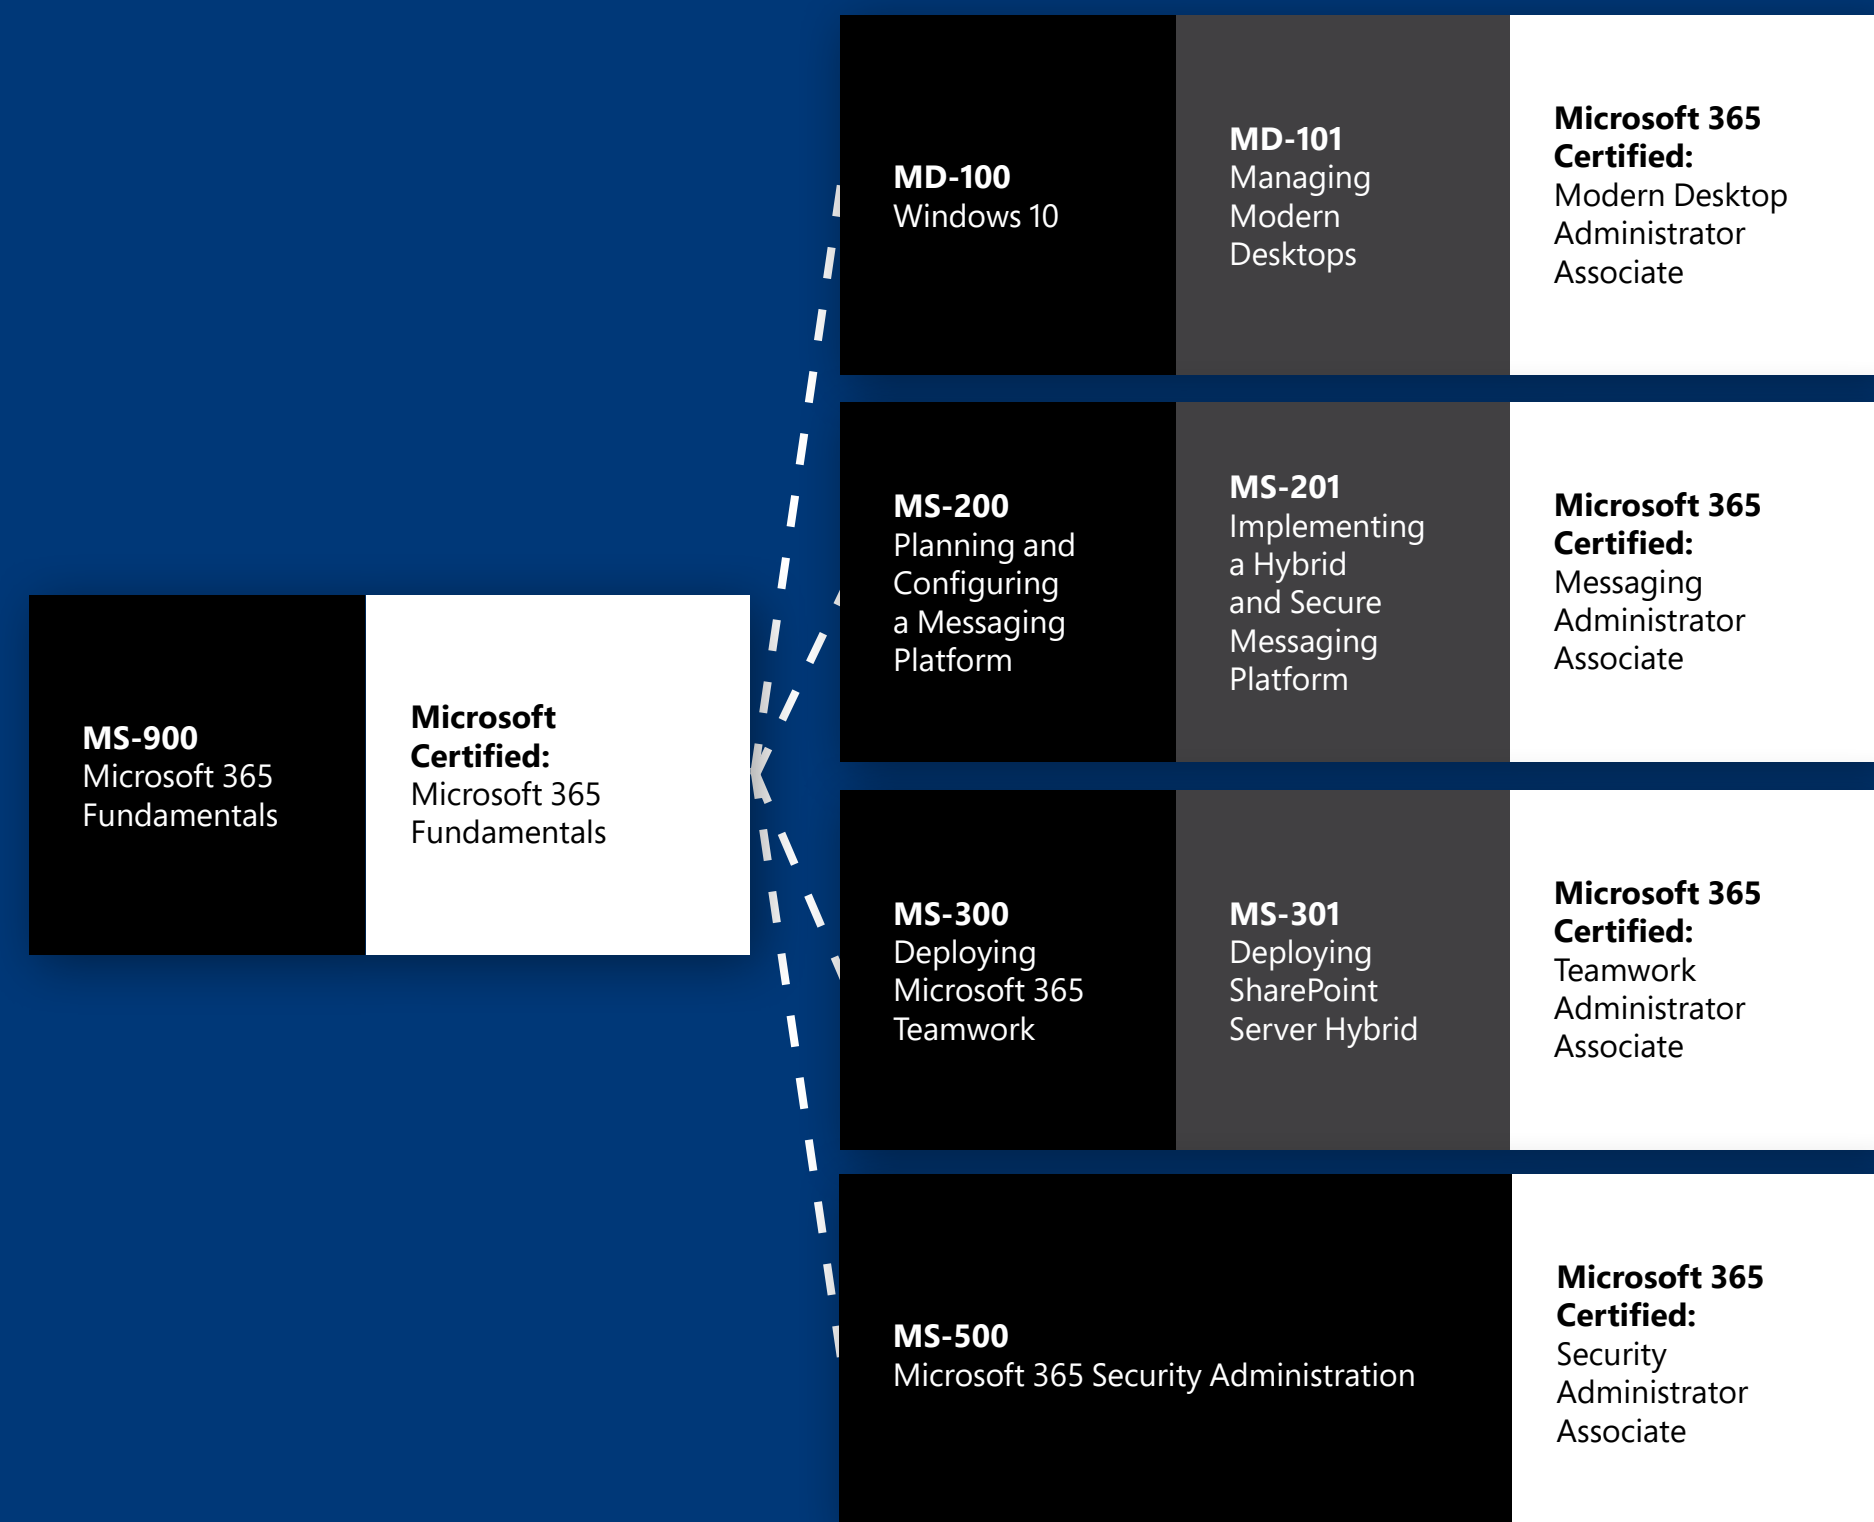 MD-100
Windows 10
MD-101
Managing
Modern
Desktops
Microsoft 365
Certified:
Modern Desktop
Administrator
Associate
MS-200
Planning and
Configuring
a Messaging
Platform
MS-201
Implementing
a Hybrid
and Secure
Messaging
Platform
Microsoft 365
Certified:
Messaging
Administrator
Associate
MS-900
Microsoft 365
Fundamentals
Microsoft
Certified:
Microsoft 365
Fundamentals
MS-300
Deploying
Microsoft 365
Teamwork
MS-301
Deploying
SharePoint
Server Hybrid
Microsoft 365
Certified:
Teamwork
Administrator
Associate
MS-500
Microsoft 365 Security Administration
Microsoft 365
Certified:
Security
Administrator
Associate